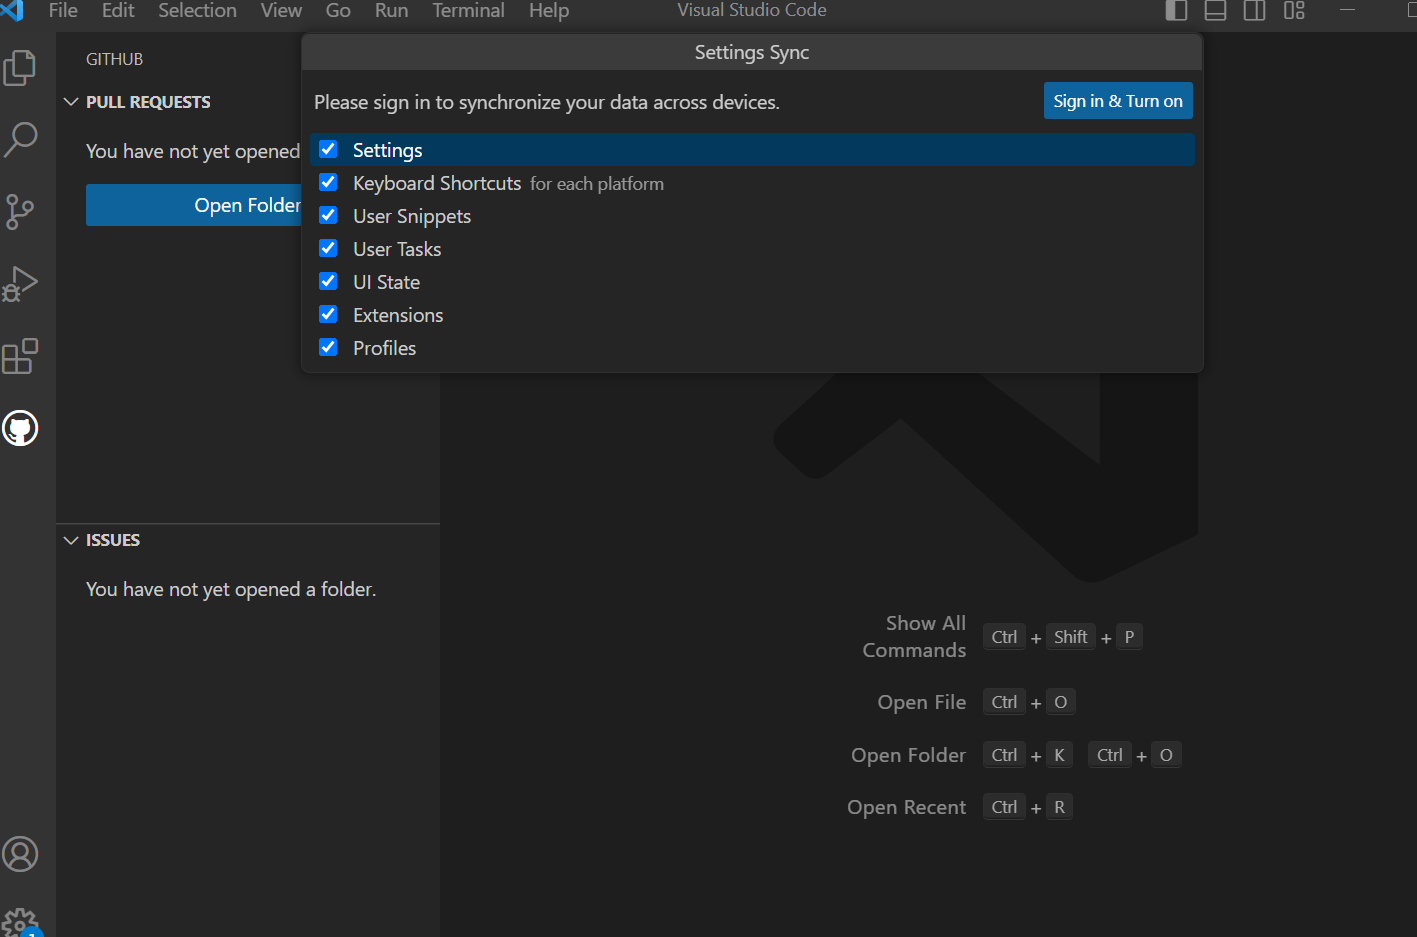 File Edit Selection View Go Run Terminal Help Visual Studio Code
GITHUB
PULL REQUESTS
You have not yet opened
Open Folder
Settings Sync
Please sign in to synchronize your data across devices.
Sign in & Turn on
Settings
Keyboard Shortcuts for each platform
User Snippets
User Tasks
UI State
Extensions
Profiles
ISSUES
You have not yet opened a folder.
Show All
Commands
Ctrl + Shift + P
Open File Ctrl + O
Open Folder Ctrl + K Ctrl + O
Open Recent Ctrl + R